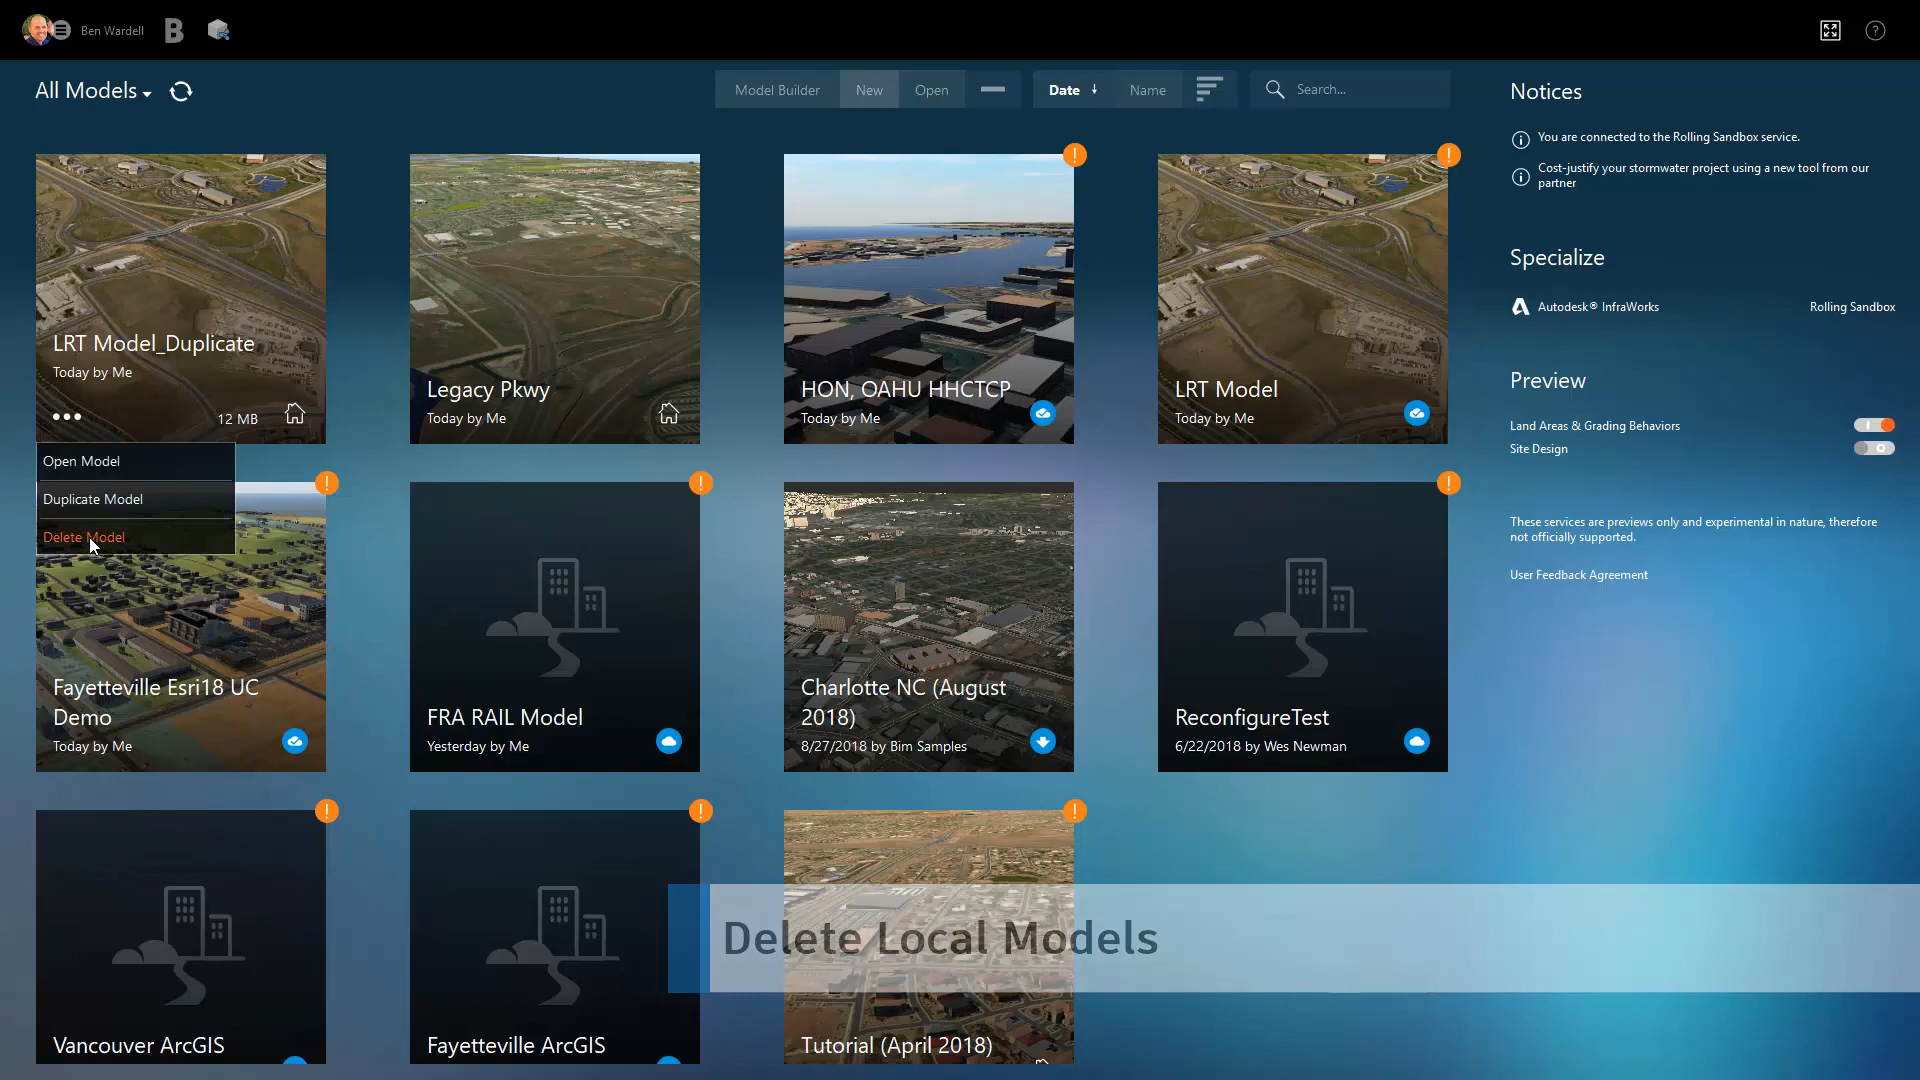 Ben Wardell
B
All Models
Model Builder
New
Open
Date
Name
Search...
LRT Model_Duplicate
Today by Me
12 MB
Legacy Pkwy
Today by Me
HON, OAHU HHCTCP
Today by Me
LRT Model
Today by Me
Open Model
Duplicate Model
Delete Model
Fayetteville Esri18 UC
Demo
Today by Me
FRA RAIL Model
Yesterday by Me
Charlotte NC (August
2018)
8/27/2018 by Bim Samples
ReconfigureTest
6/22/2018 by Wes Newman
Vancouver ArcGIS
Fayetteville ArcGIS
Tutorial (April 2018)
Delete Local Models
Notices
You are connected to the Rolling Sandbox service.
Cost-justify your stormwater project using a new tool from our
partner
Specialize
Autodesk® InfraWorks
Rolling Sandbox
Preview
Land Areas & Grading Behaviors
Site Design
These services are previews only and experimental in nature, therefore
not officially supported.
User Feedback Agreement